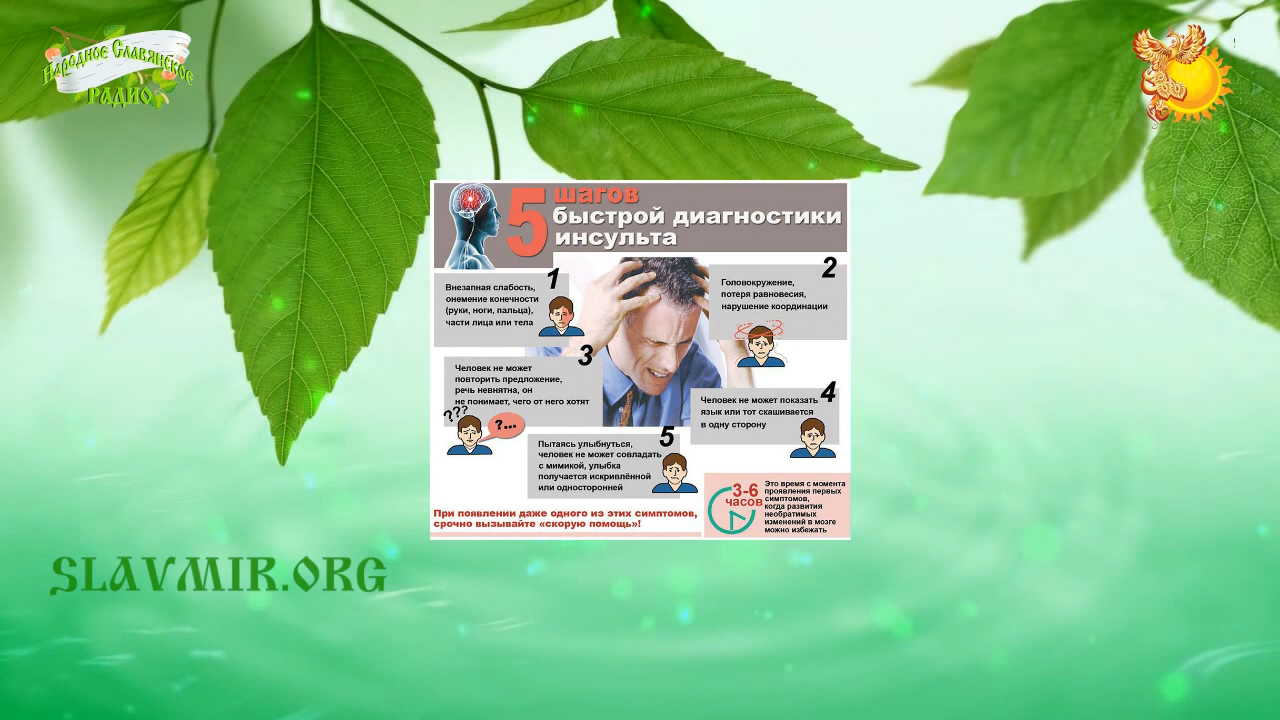 Народное Славянское
РАДИО
5 шагов
быстрой диагностики
инсульта
1
Внезапная слабость,
онемение конечности
(руки, ноги, пальца),
части лица или тела
2
Головокружение,
потеря равновесия,
нарушение координации
3
Человек не может
повторить предложение,
речь невнятна, он
не понимает, чего от него хотят
???
?...
4
Человек не может показать
язык или тот скашивается
в одну сторону
5
Пытаясь улыбнуться,
человек не может совладать
с мимикой, улыбка
получается искривлённой
или односторонней
При появлении даже одного из этих симптомов,
срочно вызывайте «скорую помощь»!
3-6
часов
Это время с момента
проявления первых
симптомов,
когда развития
необратимых
изменений в мозге
можно избежать
SLAVMIR.ORG